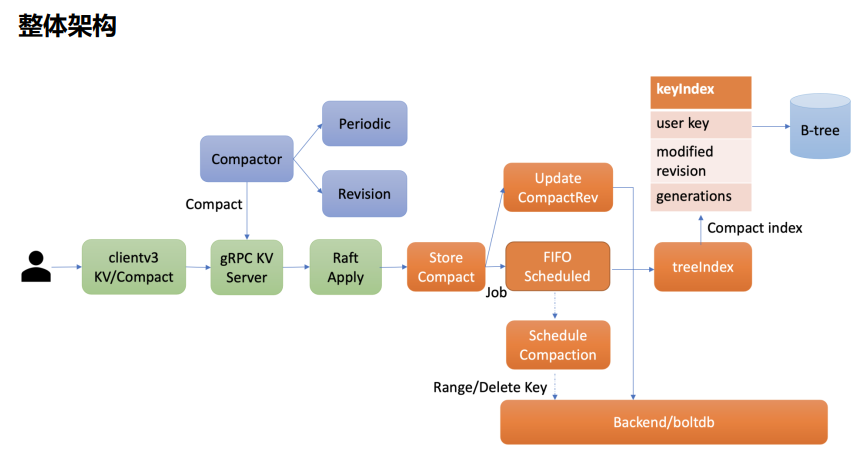 整体架构
keyIndex
user key
modified
revision
generations
B-tree
Periodic
Compactor
Revision
Compact
Update
CompactRev
Compact index
clientv3
KV/Compact
gRPC KV
Server
Raft
Apply
Store
Compact
Job
FIFO
Scheduled
treeIndex
Schedule
Compaction
Range/Delete Key
Backend/boltdb